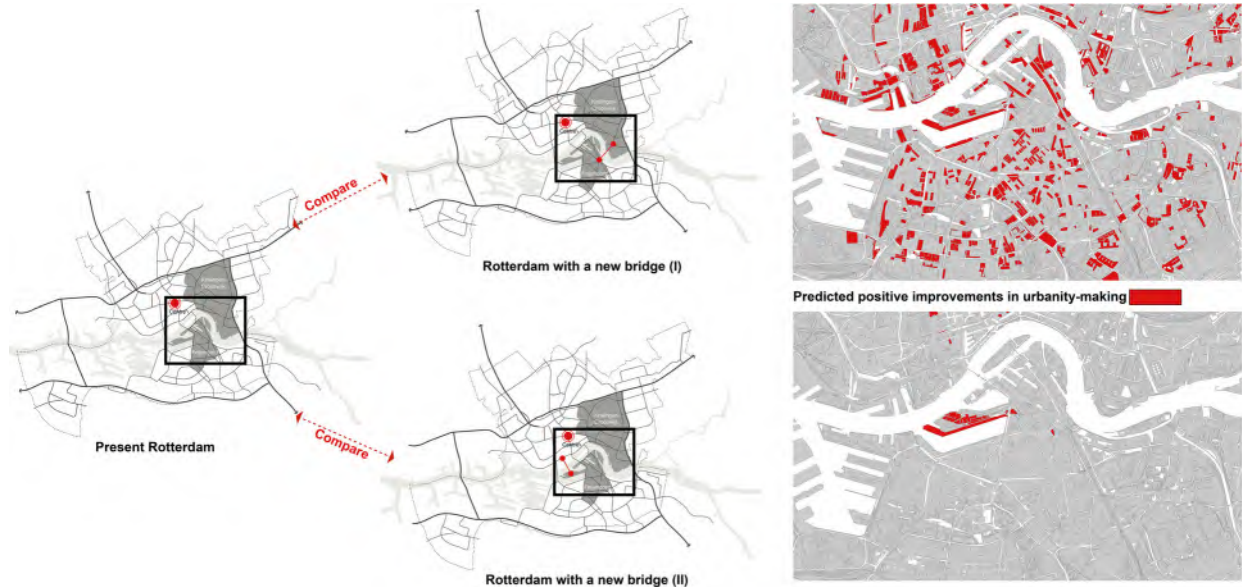 Compare
Rotterdam with a new bridge (I)
Predicted positive improvements in urbanity-making
Present Rotterdam
Compare
Rotterdam with a new bridge (II)